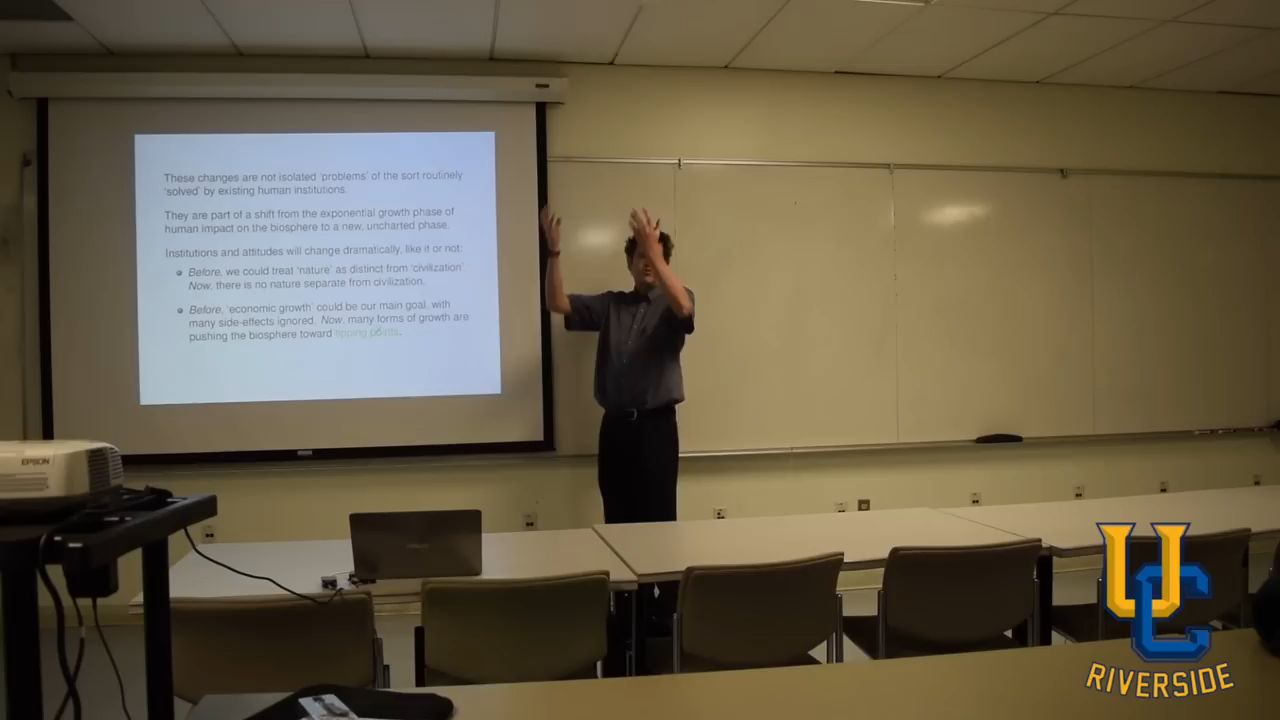 These changes are not isolated 'problems' of the sort routinely
'solved' by existing human institutions.
They are part of a shift from the exponential growth phase of
human impact on the biosphere to a new, uncharted phase.
Institutions and attitudes will change dramatically, like it or not:
Before, we could treat 'nature' as distinct from 'civilization'
Now, there is no nature separate from civilization.
Before, 'economic growth' could be our main goal, with
many side-effects ignored. Now, many forms of growth are
pushing the biosphere toward tipping points.
EPSON
UC
RIVERSIDE